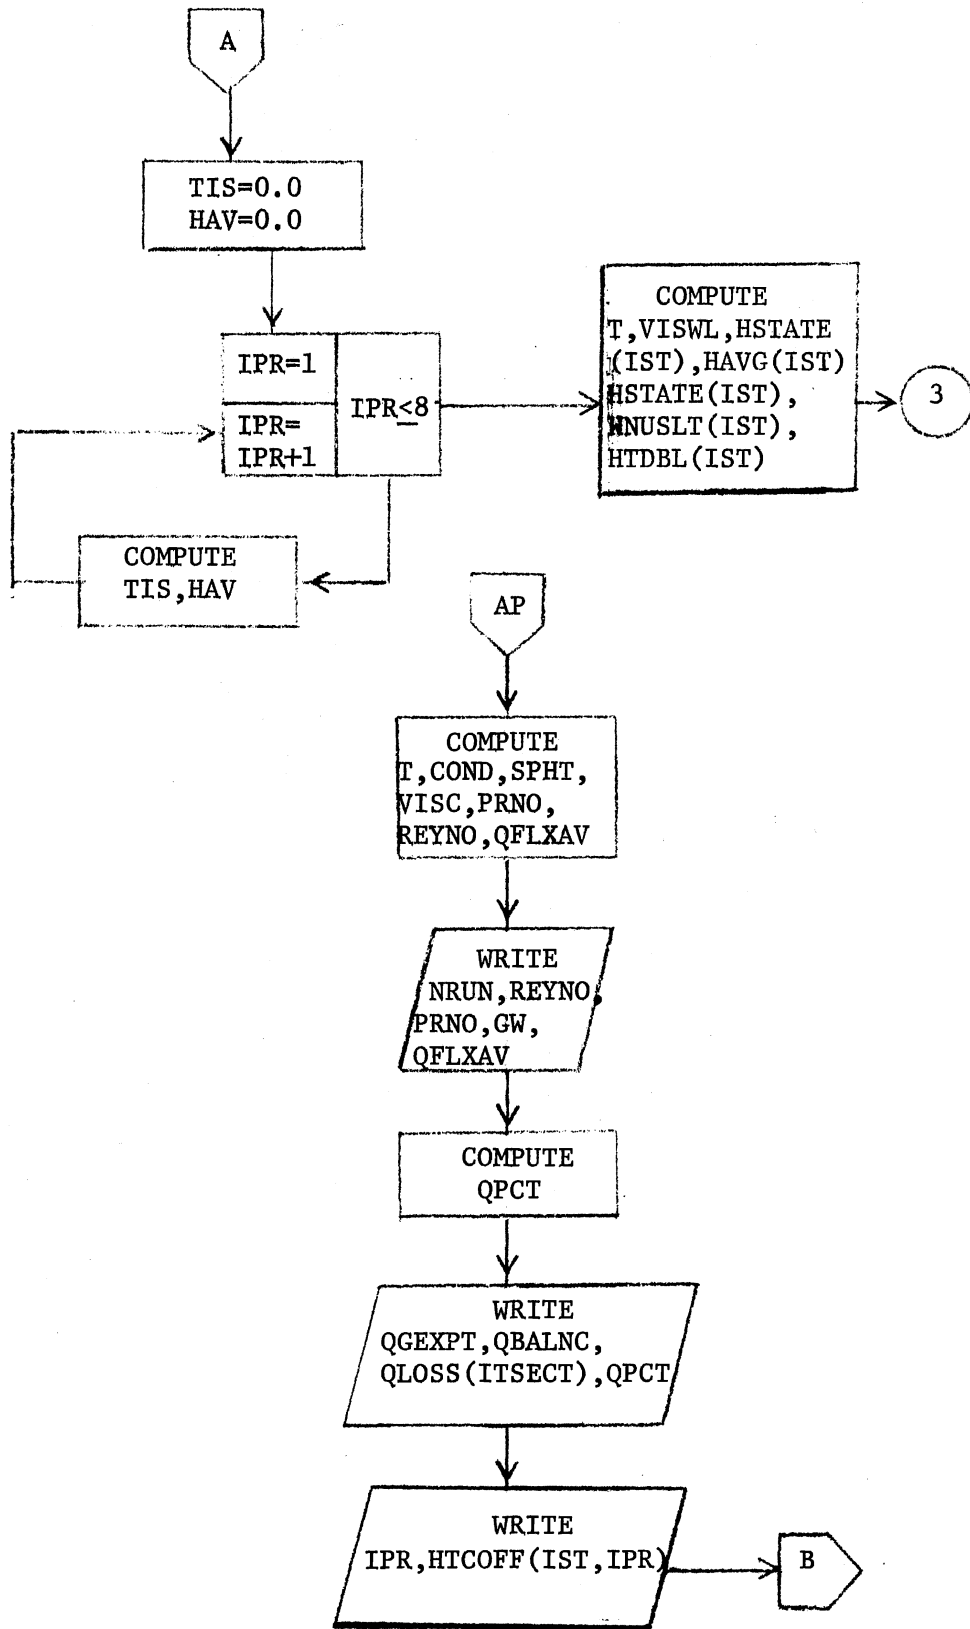 A
TIS=0.0
HAV=0.0
IPR=1
IPR=
IPR+1
IPR≤8
COMPUTE
TIS,HAV
COMPUTE
T,VISWL,HSTATE
(IST),HAVG(IST)
HSTATE(IST),
WNUSLT(IST),
HTDBL(IST)
3
AP
COMPUTE
T,COND,SPHT,
VISC,PRNO,
REYNO,QFLXAV
WRITE
NRUN,REYNO,
PRNO,GW,
QFLXAV
COMPUTE
QPCT
WRITE
QGEXPT,QBALNC,
QLOSS(ITSECT),QPCT
WRITE
IPR,HTCOFF(IST,IPR)
B